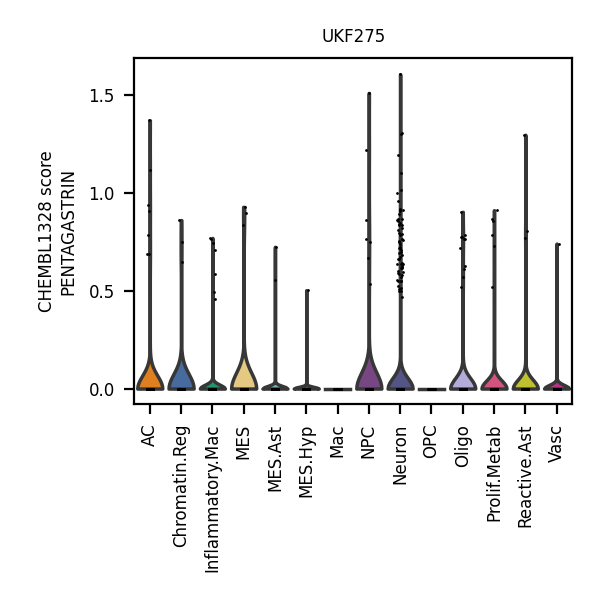 UKF275
CHEMBL1328 score
PENTAGASTRIN
1.5
1.0
0.5
0.0
AC
Chromatin.Reg
Inflammatory.Mac
MES
MES.Ast
MES.Hyp
Mac
NPC
Neuron
OPC
Oligo
Prolif.Metab
Reactive.Ast
Vasc